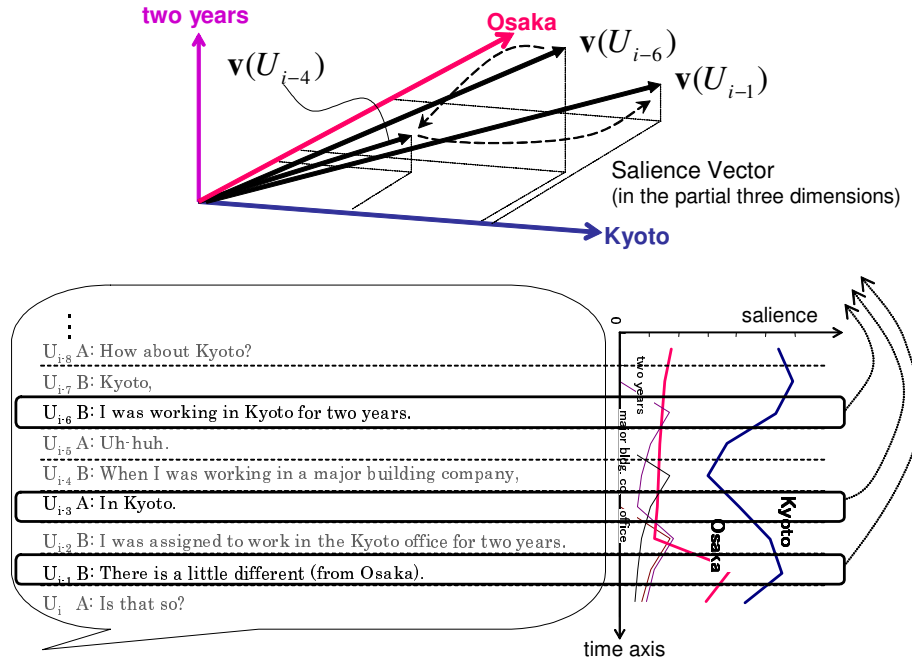 two years
Osaka
v(U_{i-4})
v(U_{i-6})
v(U_{i-1})
Salience Vector
(in the partial three dimensions)
Kyoto
0
salience
⋮
U_{i-8} A: How about Kyoto?
U_{i-7} B: Kyoto,
U_{i-6} B: I was working in Kyoto for two years.
U_{i-5} A: Uh-huh.
U_{i-4} B: When I was working in a major building company,
U_{i-3} A: In Kyoto.
U_{i-2} B: I was assigned to work in the Kyoto office for two years.
U_{i-1} B: There is a little different (from Osaka).
U_i A: Is that so?
two years
major bldg. co.
office
Osaka
Kyoto
time axis